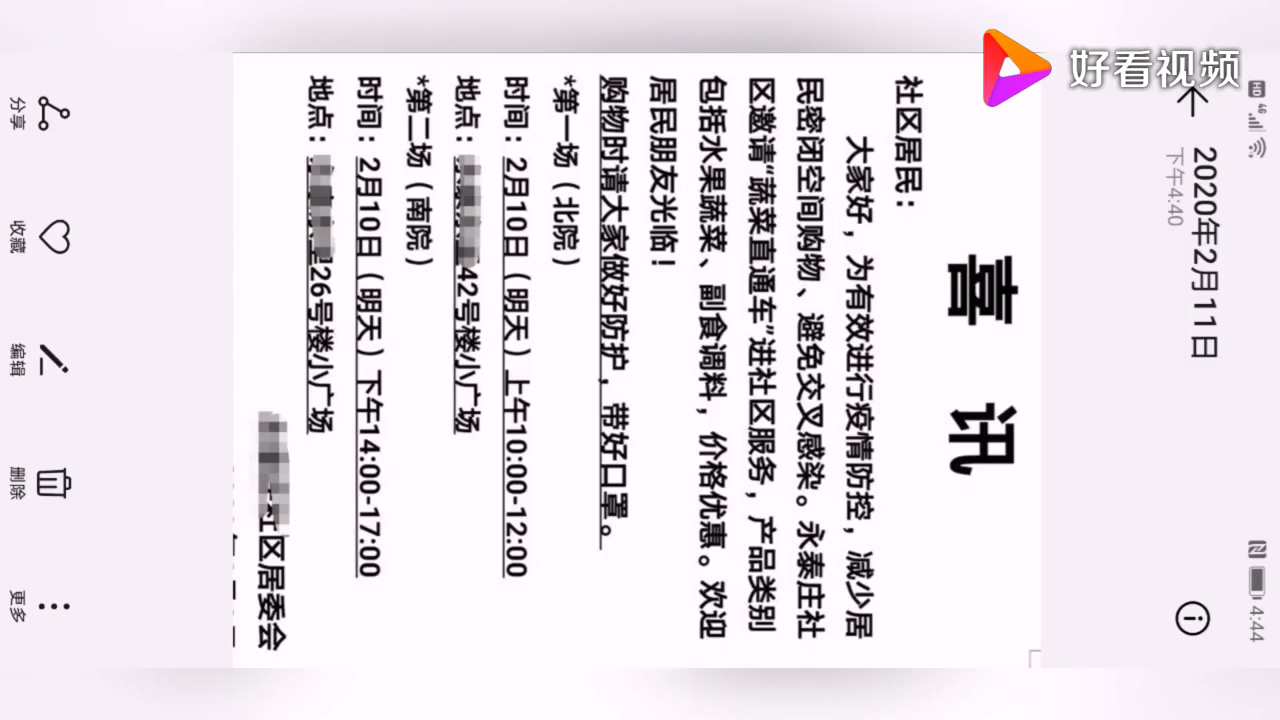 好看视频
HD 4G
4:44
2020年2月11日
下午4:40
喜 讯
社区居民：
大家好，为有效进行疫情防控，减少居
民密闭空间购物、避免交叉感染。永泰庄社
区邀请“蔬菜直通车”进社区服务，产品类别
包括水果蔬菜、副食调料，价格优惠。欢迎
居民朋友光临！
购物时请大家做好防护，带好口罩。
*第一场（北院）
时间：2月10日（明天）上午10:00-12:00
地点：42号楼小广场
*第二场（南院）
时间：2月10日（明天）下午14:00-17:00
地点：26号楼小广场
社区居委会
分享
收藏
编辑
删除
更多